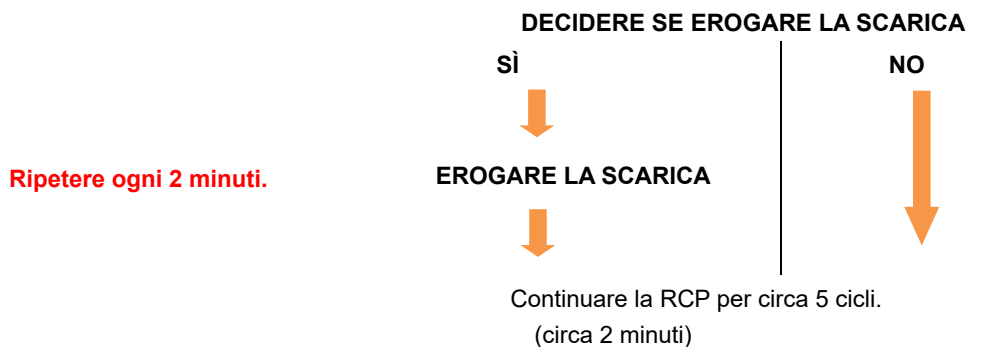 DECIDERE SE EROGARE LA SCARICA
SÌ
NO
Ripetere ogni 2 minuti.
EROGARE LA SCARICA
Continuare la RCP per circa 5 cicli.
(circa 2 minuti)